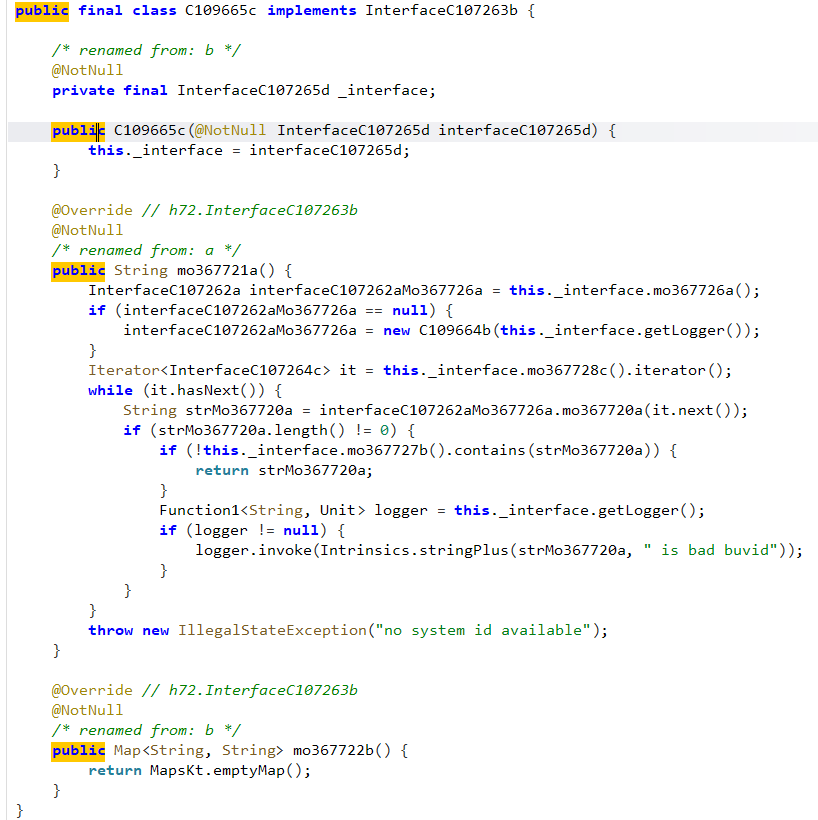 public final class C109665c implements InterfaceC107263b {
/* renamed from: b */
@NotNull
private final InterfaceC107265d _interface;
public C109665c(@NotNull InterfaceC107265d interfaceC107265d) {
this._interface = interfaceC107265d;
}
@Override // h72.InterfaceC107263b
@NotNull
/* renamed from: a */
public String mo367721a() {
InterfaceC107262a interfaceC107262aMo367726a = this._interface.mo367726a();
if (interfaceC107262aMo367726a == null) {
interfaceC107262aMo367726a = new C109664b(this._interface.getLogger());
}
Iterator<InterfaceC107264c> it = this._interface.mo367728c().iterator();
while (it.hasNext()) {
String strMo367720a = interfaceC107262aMo367726a.mo367720a(it.next());
if (strMo367720a.length() != 0) {
if (!this._interface.mo367727b().contains(strMo367720a)) {
return strMo367720a;
}
Function1<String, Unit> logger = this._interface.getLogger();
if (logger != null) {
logger.invoke(Intrinsics.stringPlus(strMo367720a, " is bad buvid"));
}
}
}
throw new IllegalStateException("no system id available");
}
@Override // h72.InterfaceC107263b
@NotNull
/* renamed from: b */
public Map<String, String> mo367722b() {
return MapsKt.emptyMap();
}
}